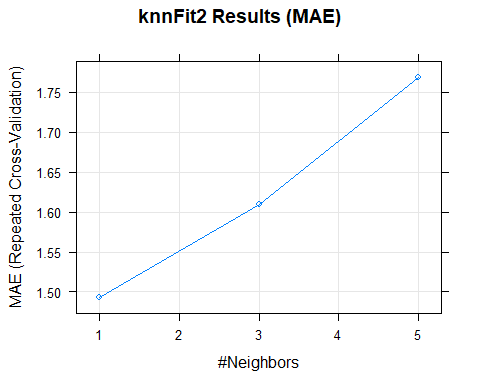 knnFit2 Results (MAE)
MAE (Repeated Cross-Validation)
1.75
1.70
1.65
1.60
1.55
1.50
1 2 3 4 5
#Neighbors